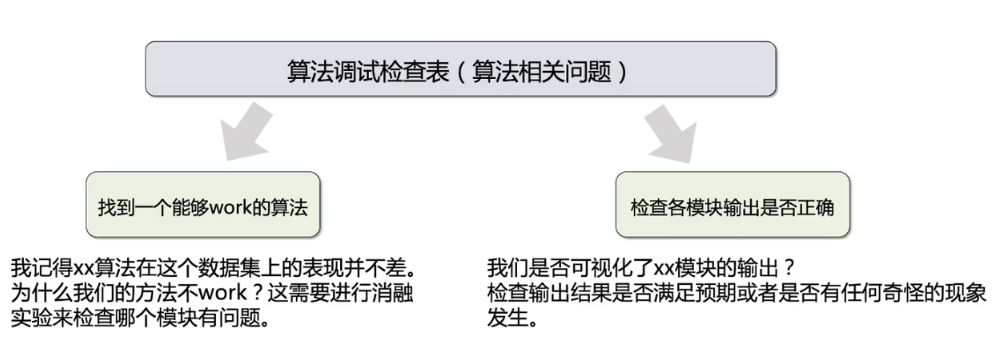 算法调试检查表（算法相关问题）
找到一个能够work的算法
检查各模块输出是否正确
我记得xx算法在这个数据集上的表现并不差。
为什么我们的方法不work？这需要进行消融
实验来检查哪个模块有问题。
我们是否可视化了xx模块的输出？
检查输出结果是否满足预期或者是否有任何奇怪的现象
发生。